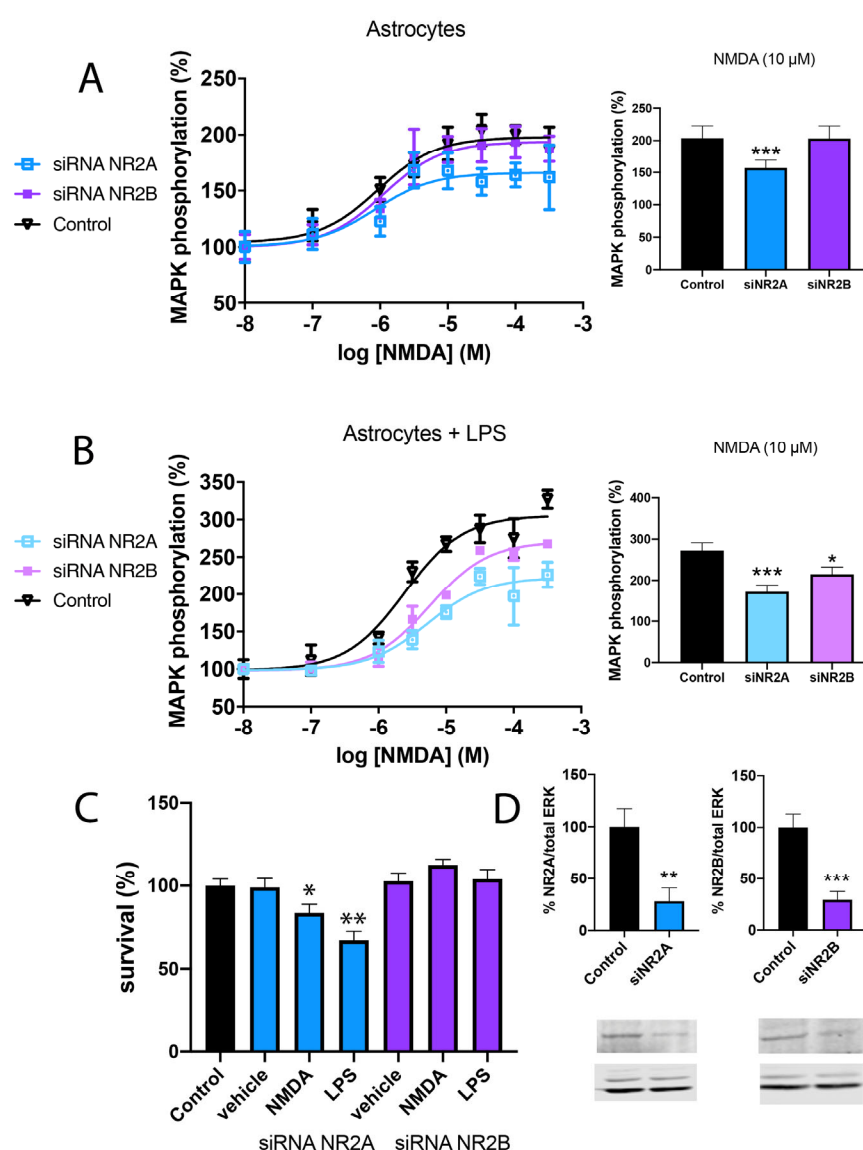 Astrocytes
A
siRNA NR2A
siRNA NR2B
Control
MAPK phosphorylation (%)
250
200
150
100
50
-8 -7 -6 -5 -4 -3
log [NMDA] (M)
NMDA (10 µM)
MAPK phosphorylation (%)
250
200
150
100
50
0
***
Control siNR2A siNR2B
B
Astrocytes + LPS
siRNA NR2A
siRNA NR2B
Control
MAPK phosphorylation (%)
350
300
250
200
150
100
50
-8 -7 -6 -5 -4 -3
log [NMDA] (M)
NMDA (10 µM)
MAPK phosphorylation (%)
400
300
200
100
0
*** *
Control siNR2A siNR2B
C
survival (%)
150
100
50
0
* **
Control vehicle NMDA LPS vehicle NMDA LPS
siRNA NR2A siRNA NR2B
D
% NR2A/total ERK
150
100
50
0
**
Control siNR2A
% NR2B/total ERK
150
100
50
0
***
Control siNR2B